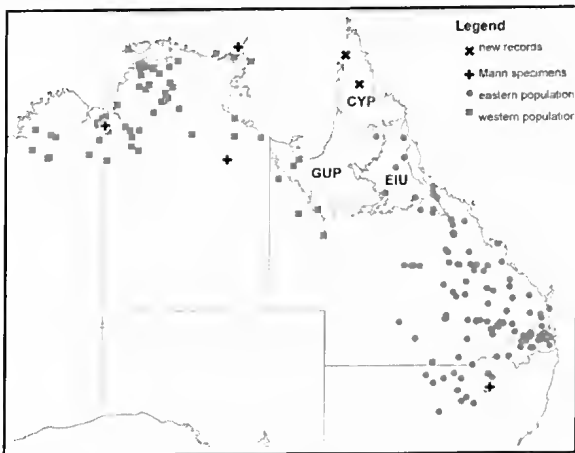 Legend
new records
Mann specimens
eastern population
western population
CYP
GUP
EIU